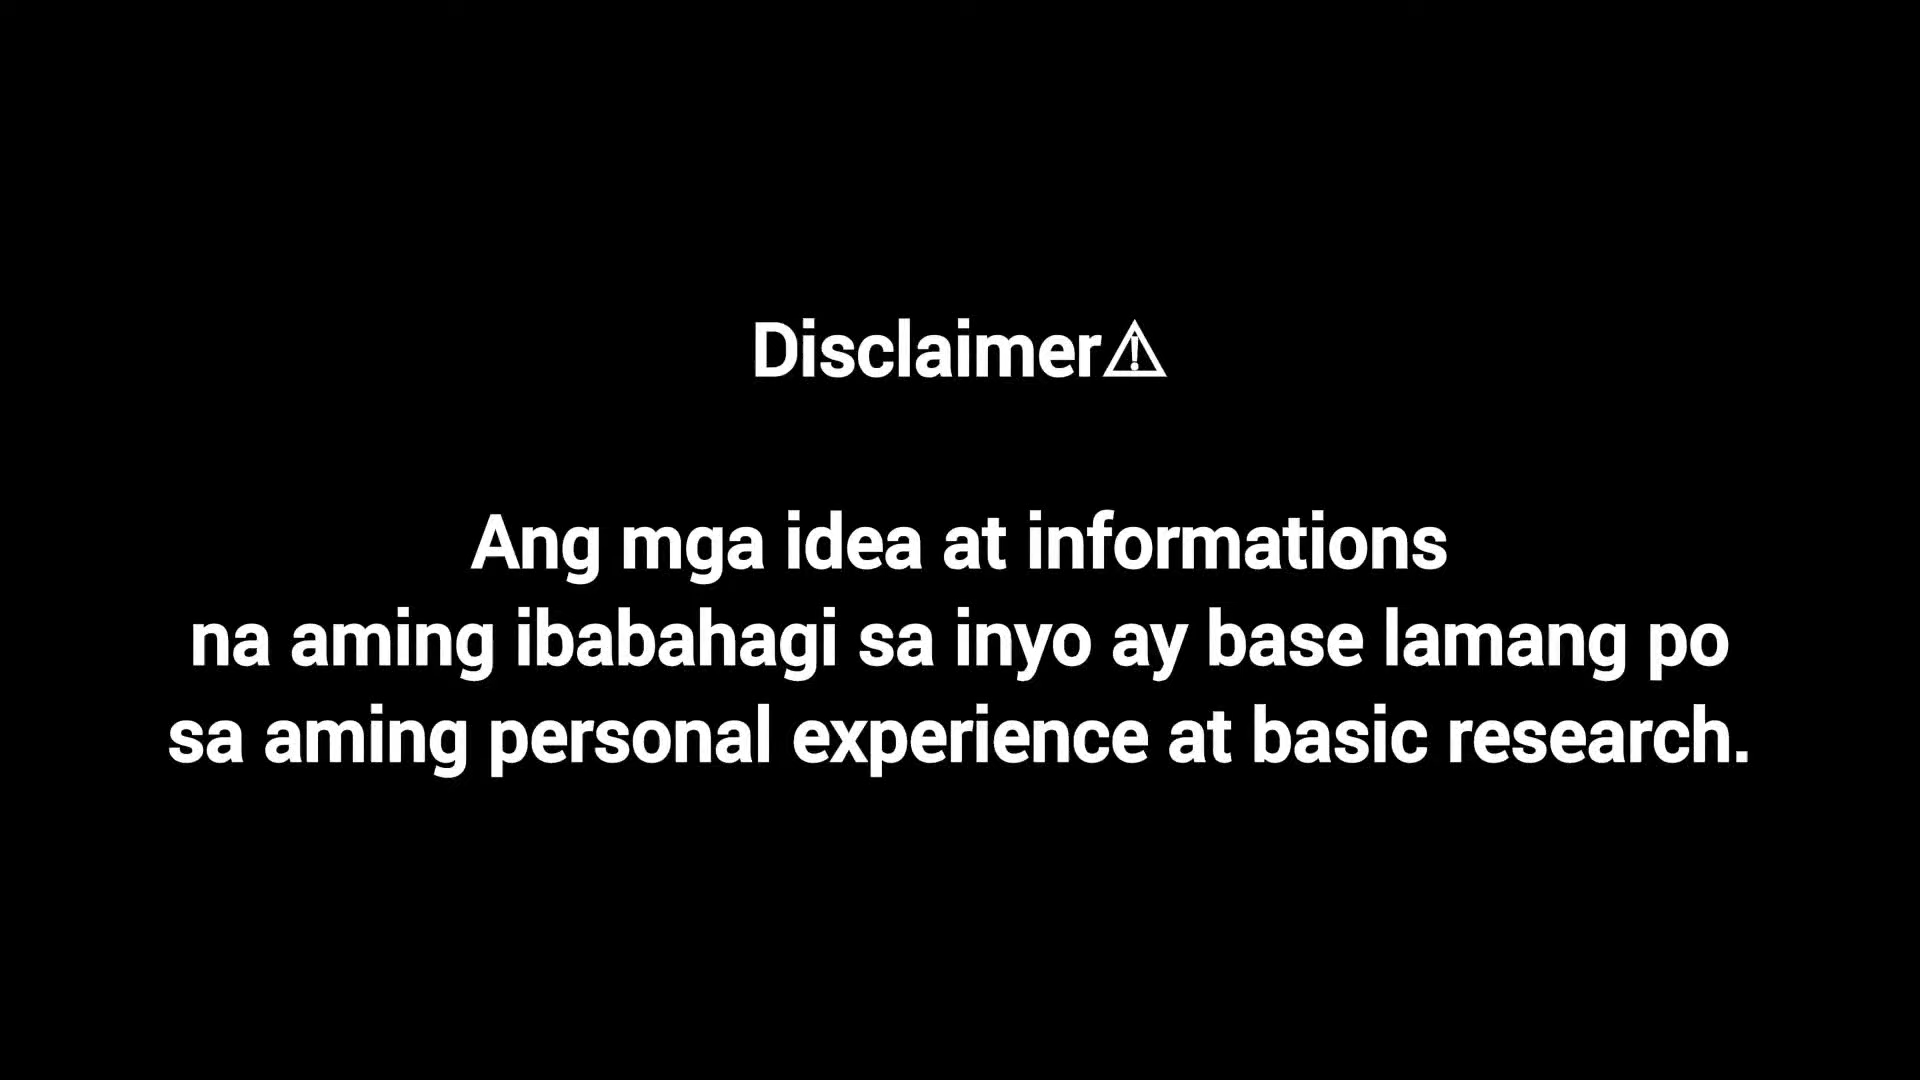 Disclaimer⚠
Ang mga idea at informations
na aming ibabahagi sa inyo ay base lamang po
sa aming personal experience at basic research.